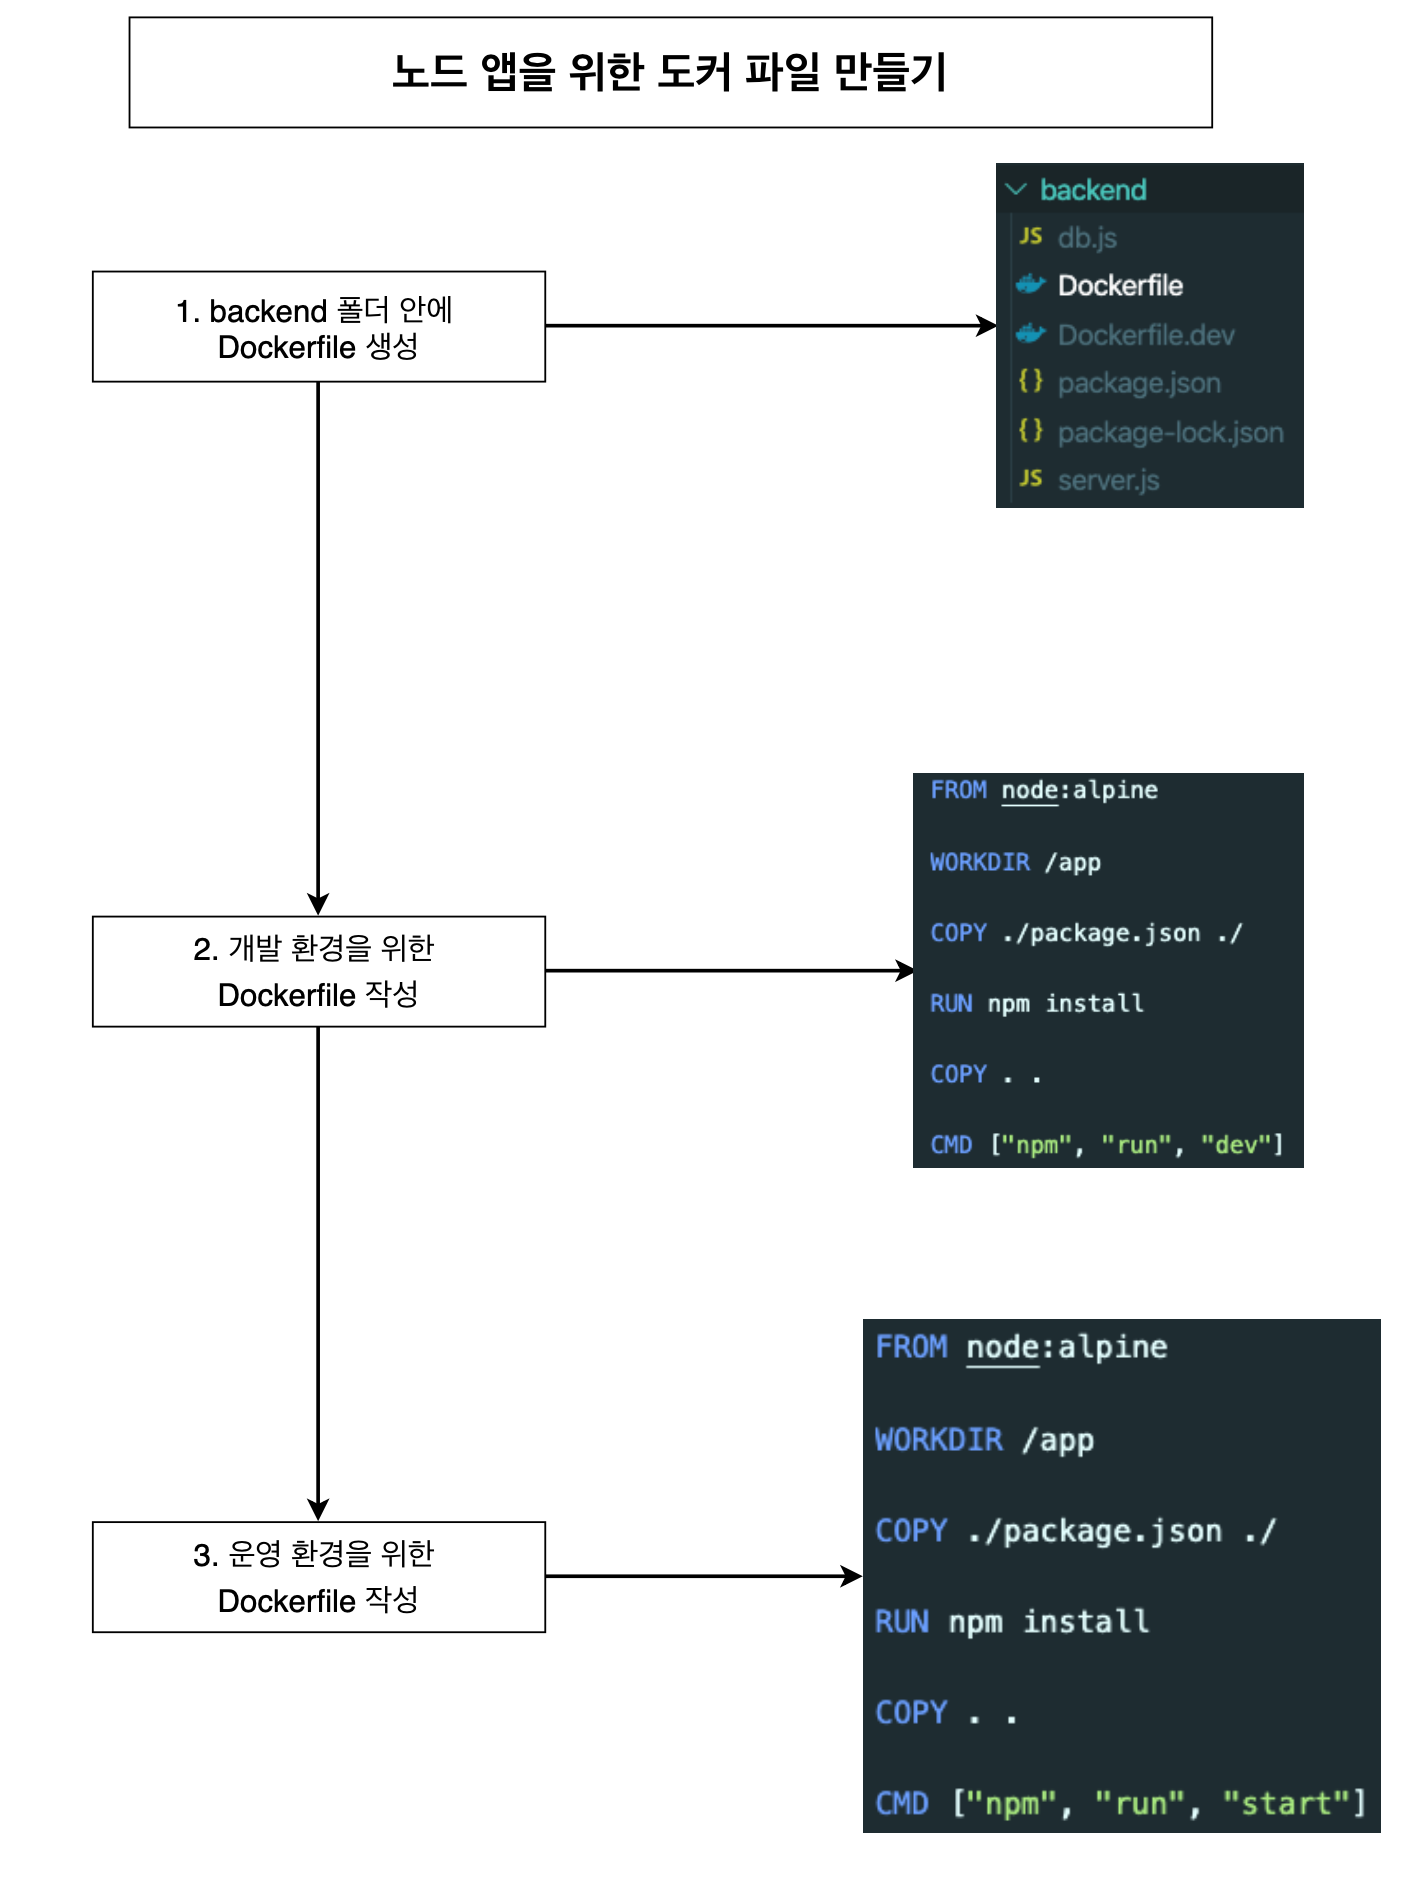 노드 앱을 위한 도커 파일 만들기
1. backend 폴더 안에
Dockerfile 생성
backend
JS db.js
Dockerfile
Dockerfile.dev
{} package.json
{} package-lock.json
JS server.js
2. 개발 환경을 위한
Dockerfile 작성
FROM node:alpine
WORKDIR /app
COPY ./package.json ./
RUN npm install
COPY . .
CMD ["npm", "run", "dev"]
3. 운영 환경을 위한
Dockerfile 작성
FROM node:alpine
WORKDIR /app
COPY ./package.json ./
RUN npm install
COPY . .
CMD ["npm", "run", "start"]